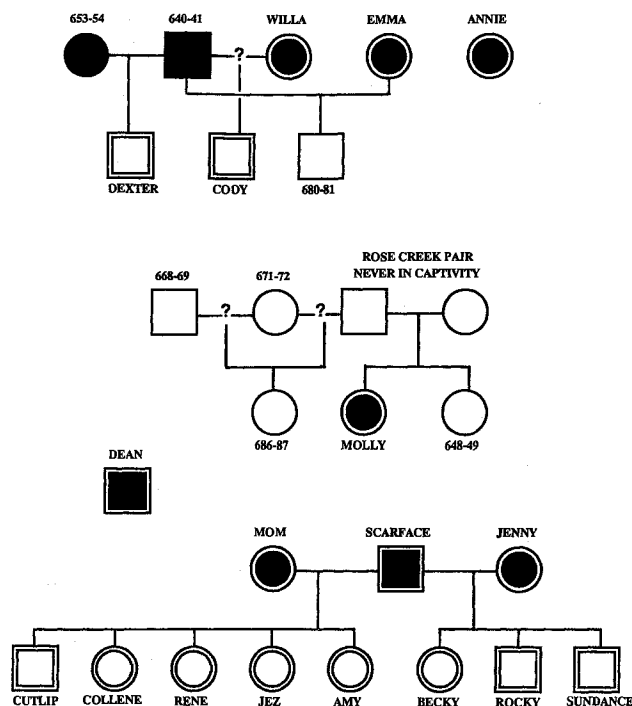 653-54 640-41 WILLA EMMA ANNIE
?
DEXTER CODY 680-81
ROSE CREEK PAIR
668-69 671-72 NEVER IN CAPTIVITY
? ?
686-87 MOLLY 648-49
DEAN
MOM SCARFACE JENNY
CUTLIP COLLENE RENE JEZ AMY BECKY ROCKY SUNDANCE